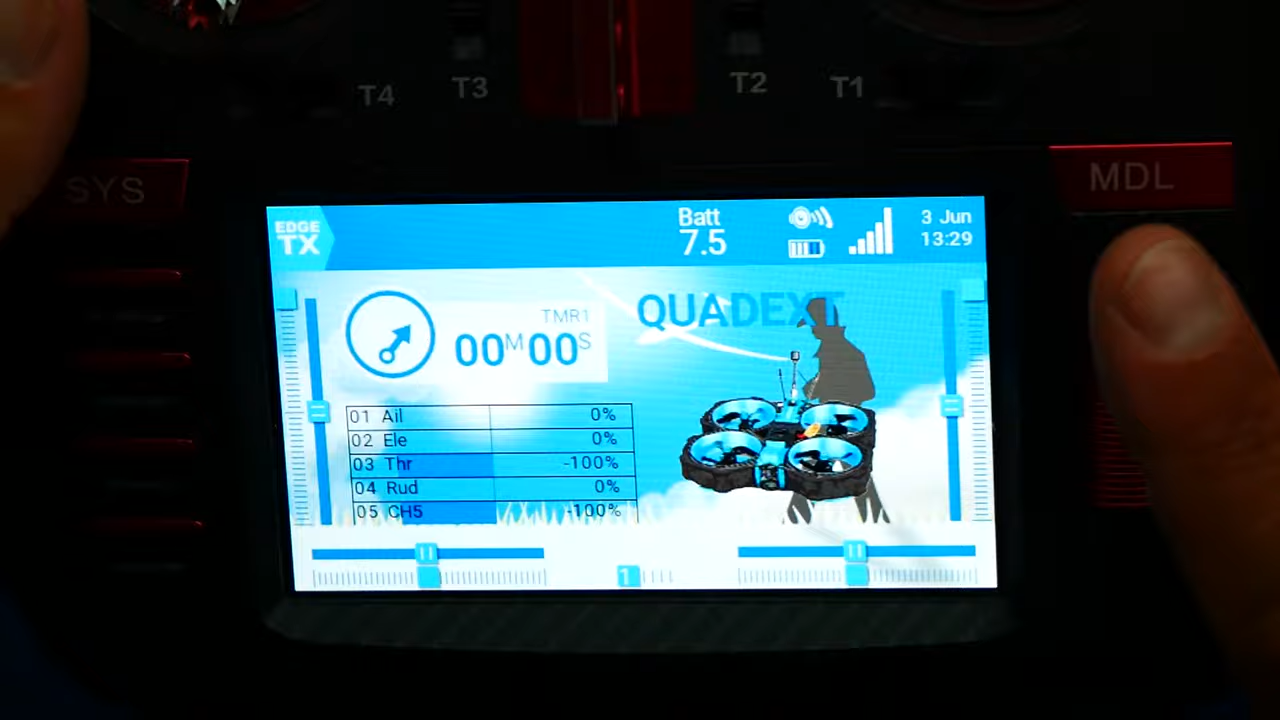 T4 T3 T2 T1
SYS
MDL
EDGE
TX
Batt
7.5
3 Jun
13:29
TMR1
00M00S
QUADEXT
01 Ail 0%
02 Ele 0%
03 Thr -100%
04 Rud 0%
05 CH5 -100%
1